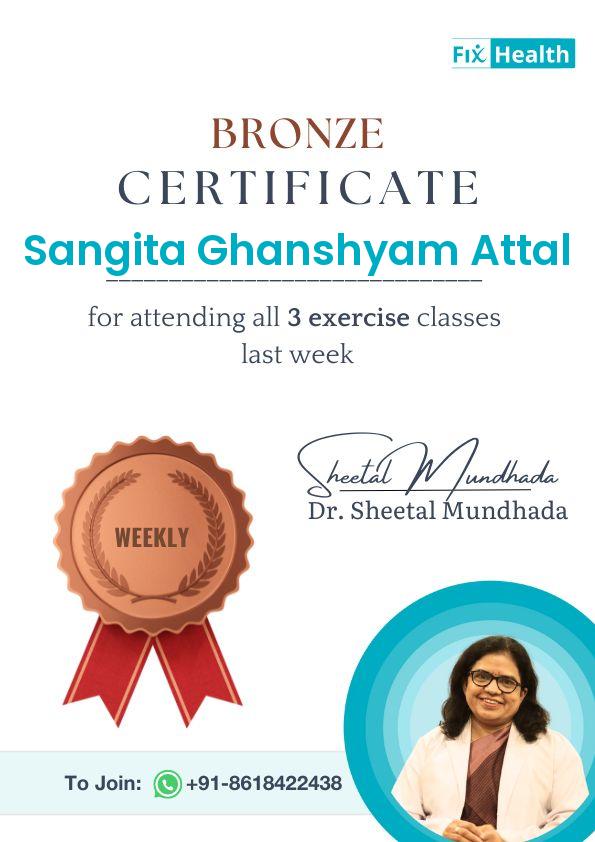 Fix Health
BRONZE
CERTIFICATE
Sangita Ghanshyam Attal
for attending all 3 exercise classes
last week
Sheetal Mundhada
Dr. Sheetal Mundhada
WEEKLY
To Join: +91-8618422438